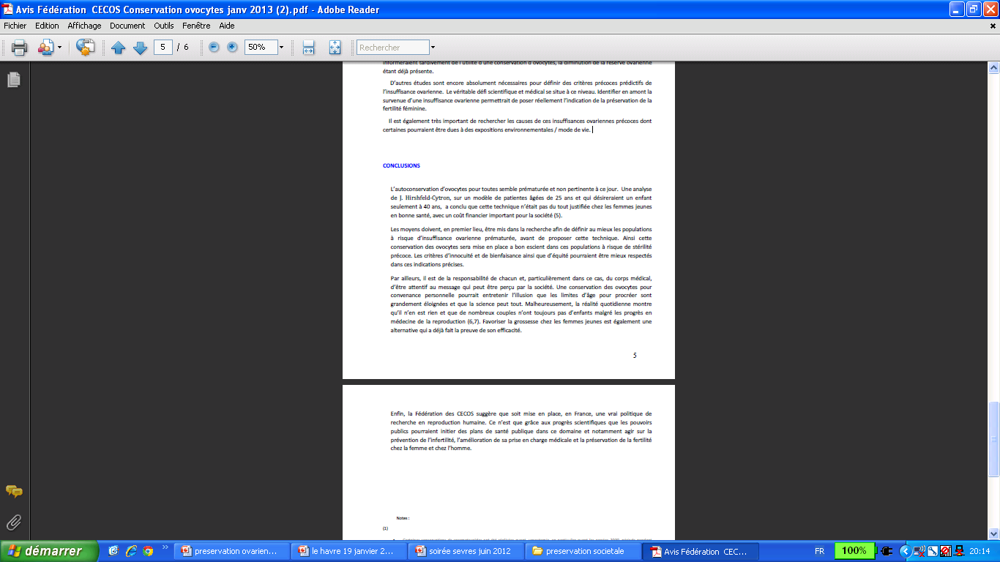 Avis Fédération CECOS Conservation ovocytes janv 2013 (2).pdf - Adobe Reader
Fichier Edition Affichage Document Outils Fenêtre Aide
5 / 6 50% Rechercher
informeraient tardivement de l'utilité d'une conservation d'ovocytes, la diminution de la réserve ovarienne
étant déjà présente.
D'autres études sont encore absolument nécessaires pour définir des critères précoces prédictifs de
l'insuffisance ovarienne. Le véritable défi scientifique et médical se situe à ce niveau. Identifier en amont la
survenue d'une insuffisance ovarienne permettrait de poser réellement l'indication de la préservation de la
fertilité féminine.
Il est également très important de rechercher les causes de ces insuffisances ovariennes précoces dont
certaines pourraient être dues à des expositions environnementales / mode de vie.
CONCLUSIONS
L'autoconservation d'ovocytes pour toutes semble prématurée et non pertinente à ce jour. Une analyse
de J. Hirshfeld-Cytron, sur un modèle de patientes âgées de 25 ans et qui désireraient un enfant
seulement à 40 ans, a conclu que cette technique n'était pas du tout justifiée chez les femmes jeunes
en bonne santé, avec un coût financier important pour la société (5).
Les moyens doivent, en premier lieu, être mis dans la recherche afin de définir au mieux les populations
à risque d'insuffisance ovarienne prématurée, avant de proposer cette technique. Ainsi cette
conservation des ovocytes sera mise en place a bon escient dans ces populations à risque de stérilité
précoce. Les critères d'innocuité et de bienfaisance ainsi que d'équité pourraient être mieux respectés
dans ces indications précises.
Par ailleurs, il est de la responsabilité de chacun et, particulièrement dans ce cas, du corps médical,
d'être attentif au message qui peut être perçu par la société. Une conservation des ovocytes pour
convenance personnelle pourrait entretenir l'illusion que les limites d'âge pour procréer sont
grandement éloignées et que la science peut tout. Malheureusement, la réalité quotidienne montre
qu'il n'en est rien et que de nombreux couples n'ont toujours pas d'enfants malgré les progrès en
médecine de la reproduction (6,7). Favoriser la grossesse chez les femmes jeunes est également une
alternative qui a déjà fait la preuve de son efficacité.
5
Enfin, la Fédération des CECOS suggère que soit mise en place, en France, une vrai politique de
recherche en reproduction humaine. Ce n'est que grâce aux progrès scientifiques que les pouvoirs
publics pourraient initier des plans de santé publique dans ce domaine et notamment agir sur la
prévention de l'infertilité, l'amélioration de sa prise en charge médicale et la préservation de la fertilité
chez la femme et chez l'homme.
Notes :
(1)
démarrer preservation ovarien... le havre 19 janvier 2... soirée sevres juin 2012 preservation societale Avis Fédération CEC... FR 100% 20:14